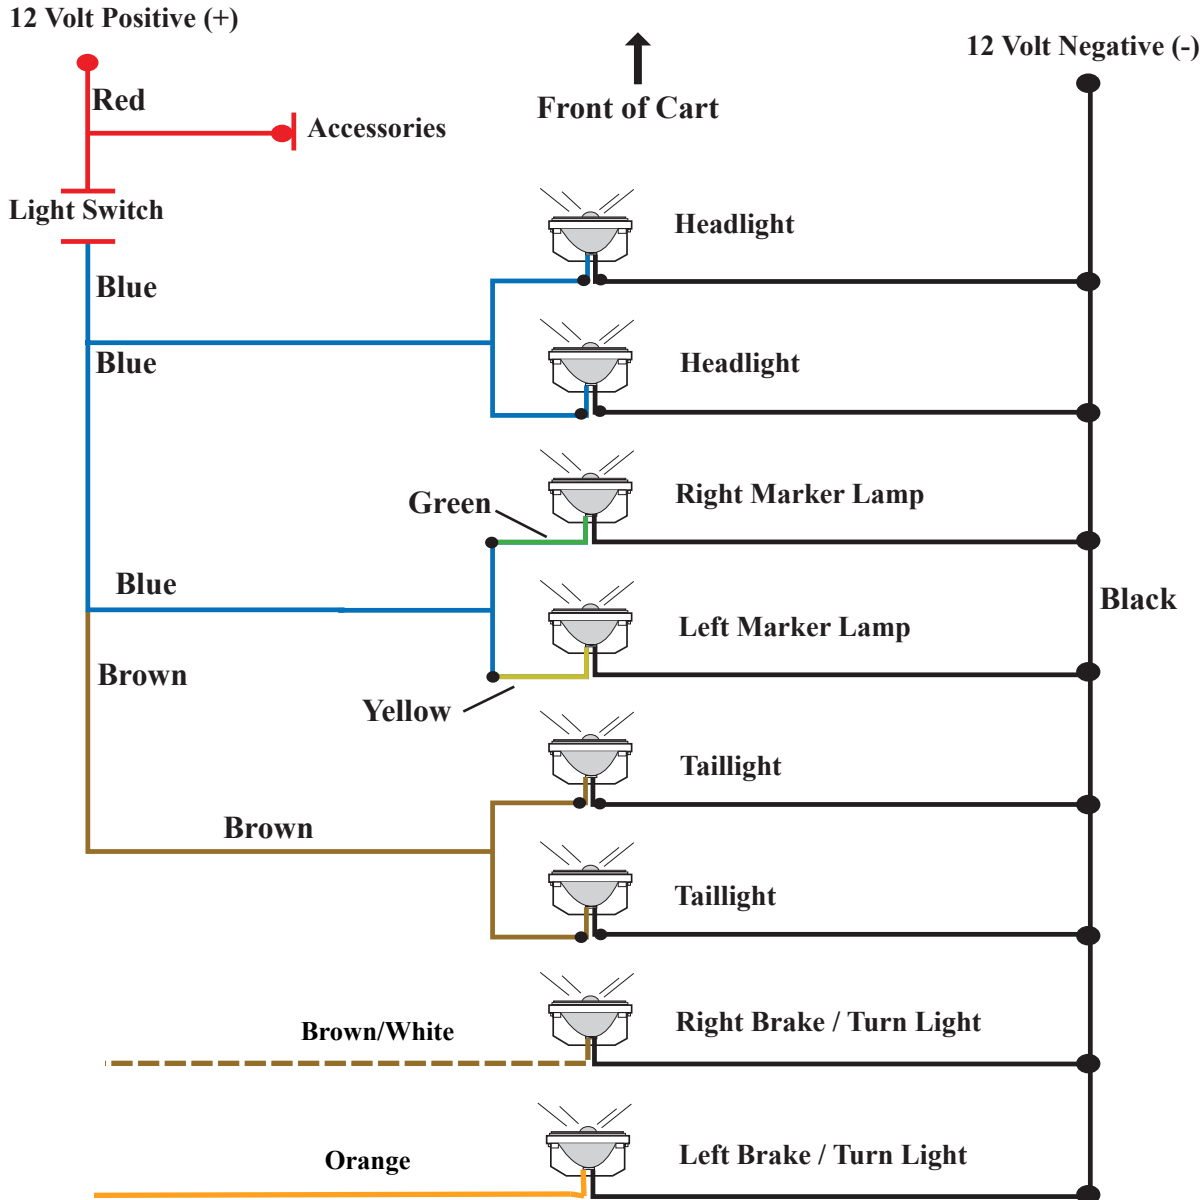 12 Volt Positive (+)
12 Volt Negative (-)
Red
Front of Cart
Accessories
Light Switch
Headlight
Blue
Blue
Headlight
Green
Right Marker Lamp
Blue
Black
Left Marker Lamp
Brown
Yellow
Taillight
Brown
Taillight
Brown/White
Right Brake / Turn Light
Orange
Left Brake / Turn Light